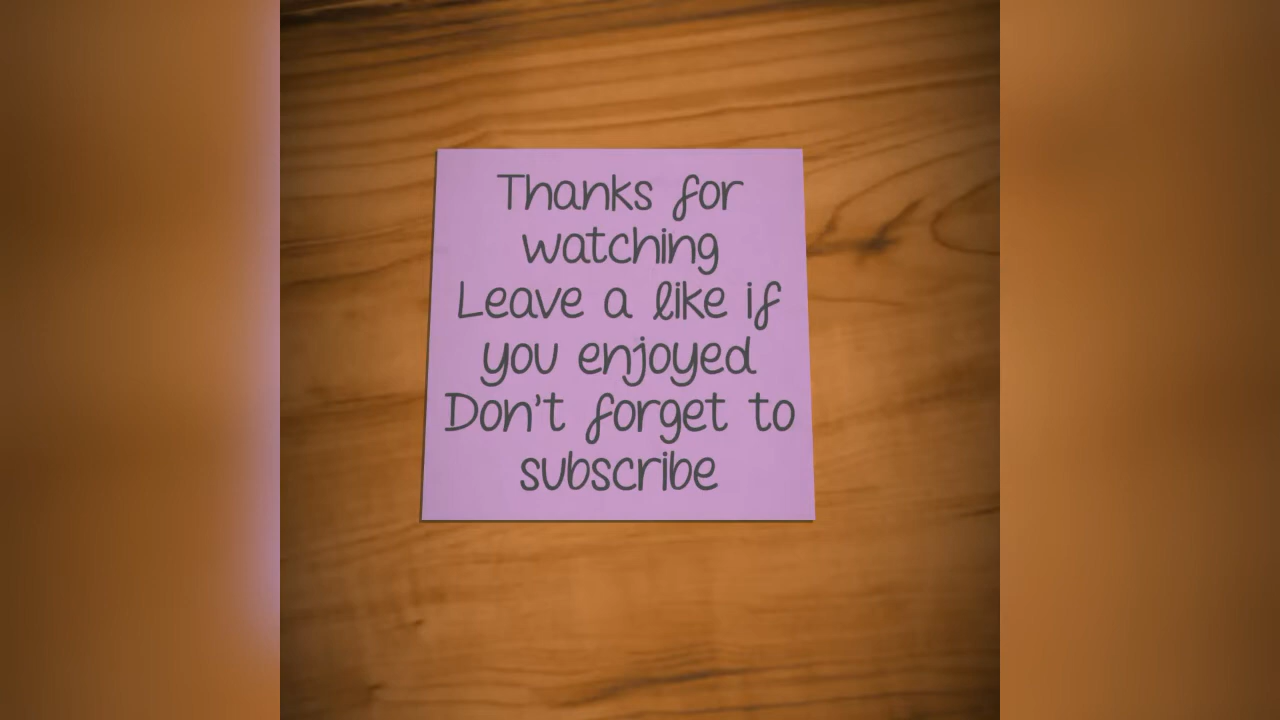 Thanks for
watching
Leave a like if
you enjoyed
Don't forget to
subscribe